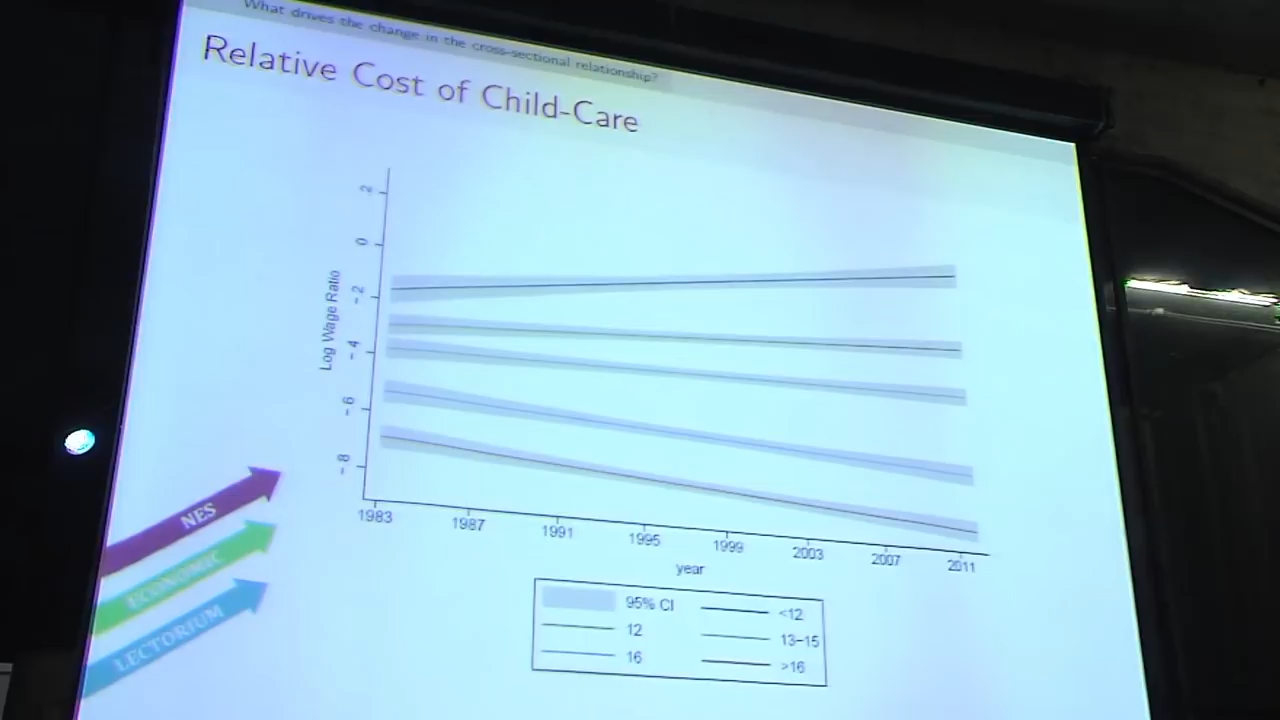 What drives the change in the cross-sectional relationship?
Relative Cost of Child-Care
2
0
-2
-4
-6
-8
Log Wage Ratio
1983
1987
1991
1995
1999
2003
2007
2011
year
95% CI
<12
12
13-15
16
>16
NES
ECONOMIC
LECTORIUM